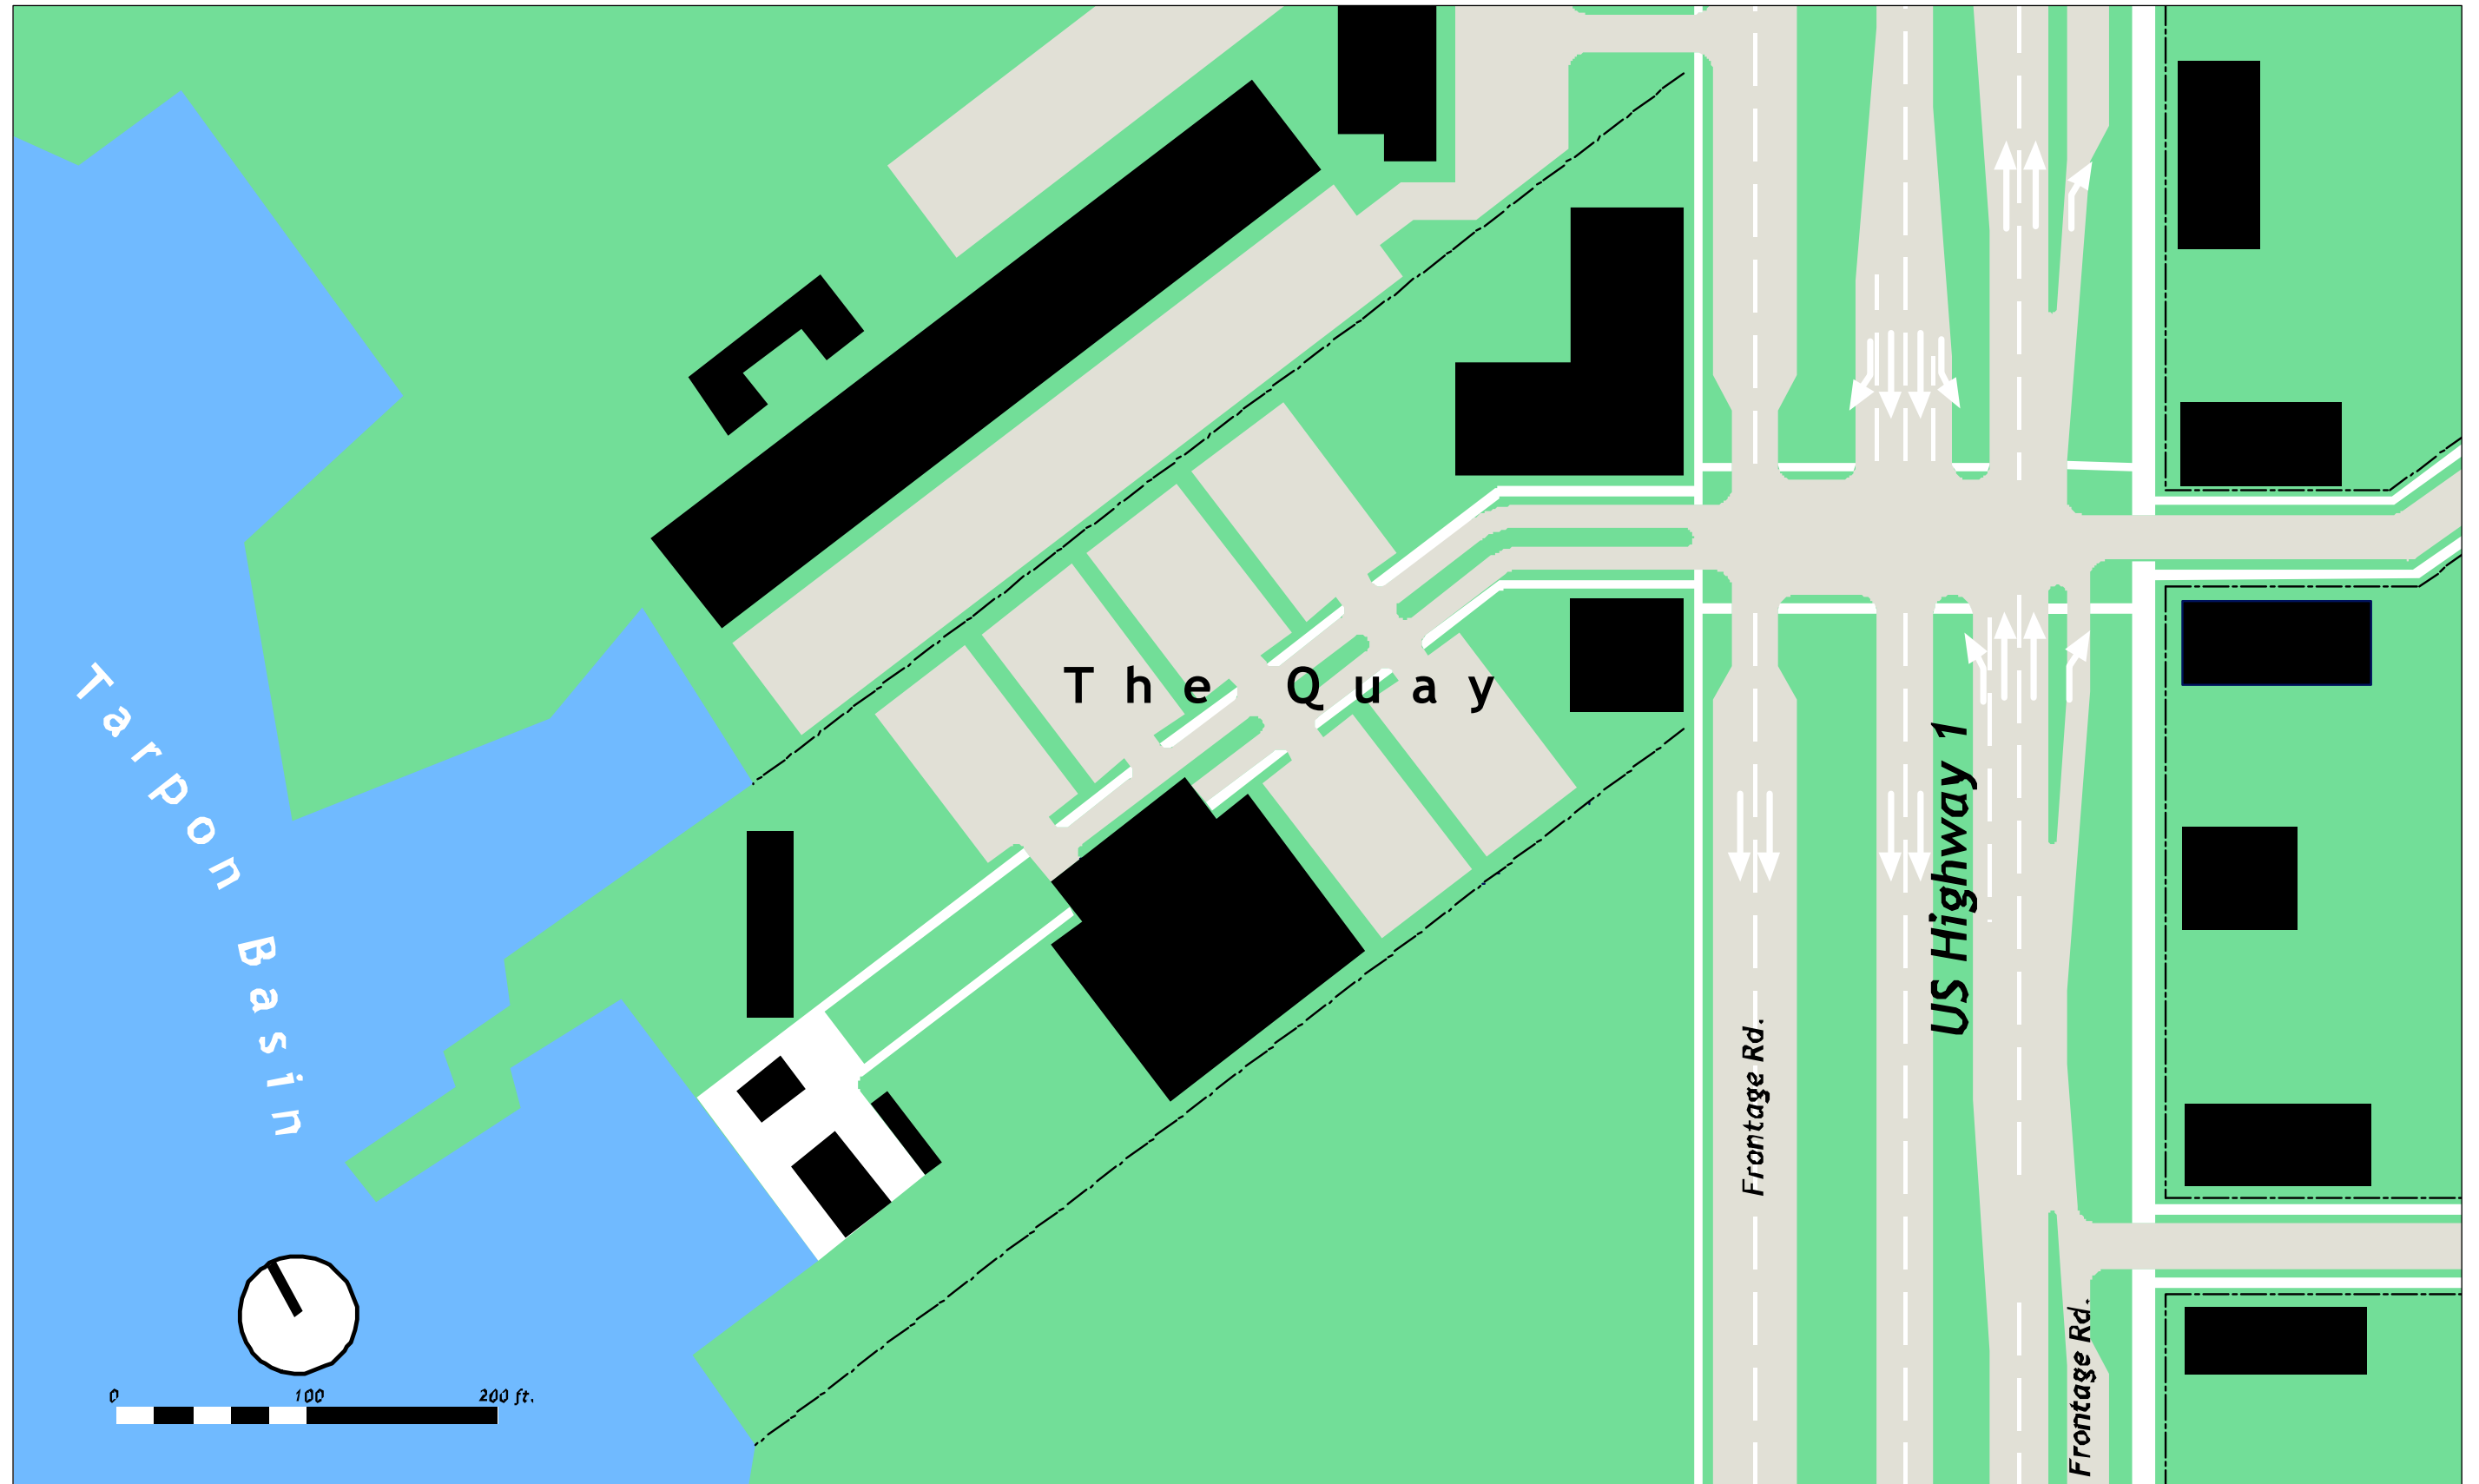 The Quay
Tarpon Basin
US Highway 1
Frontage Rd.
Frontage Rd.
0 100 200 ft.